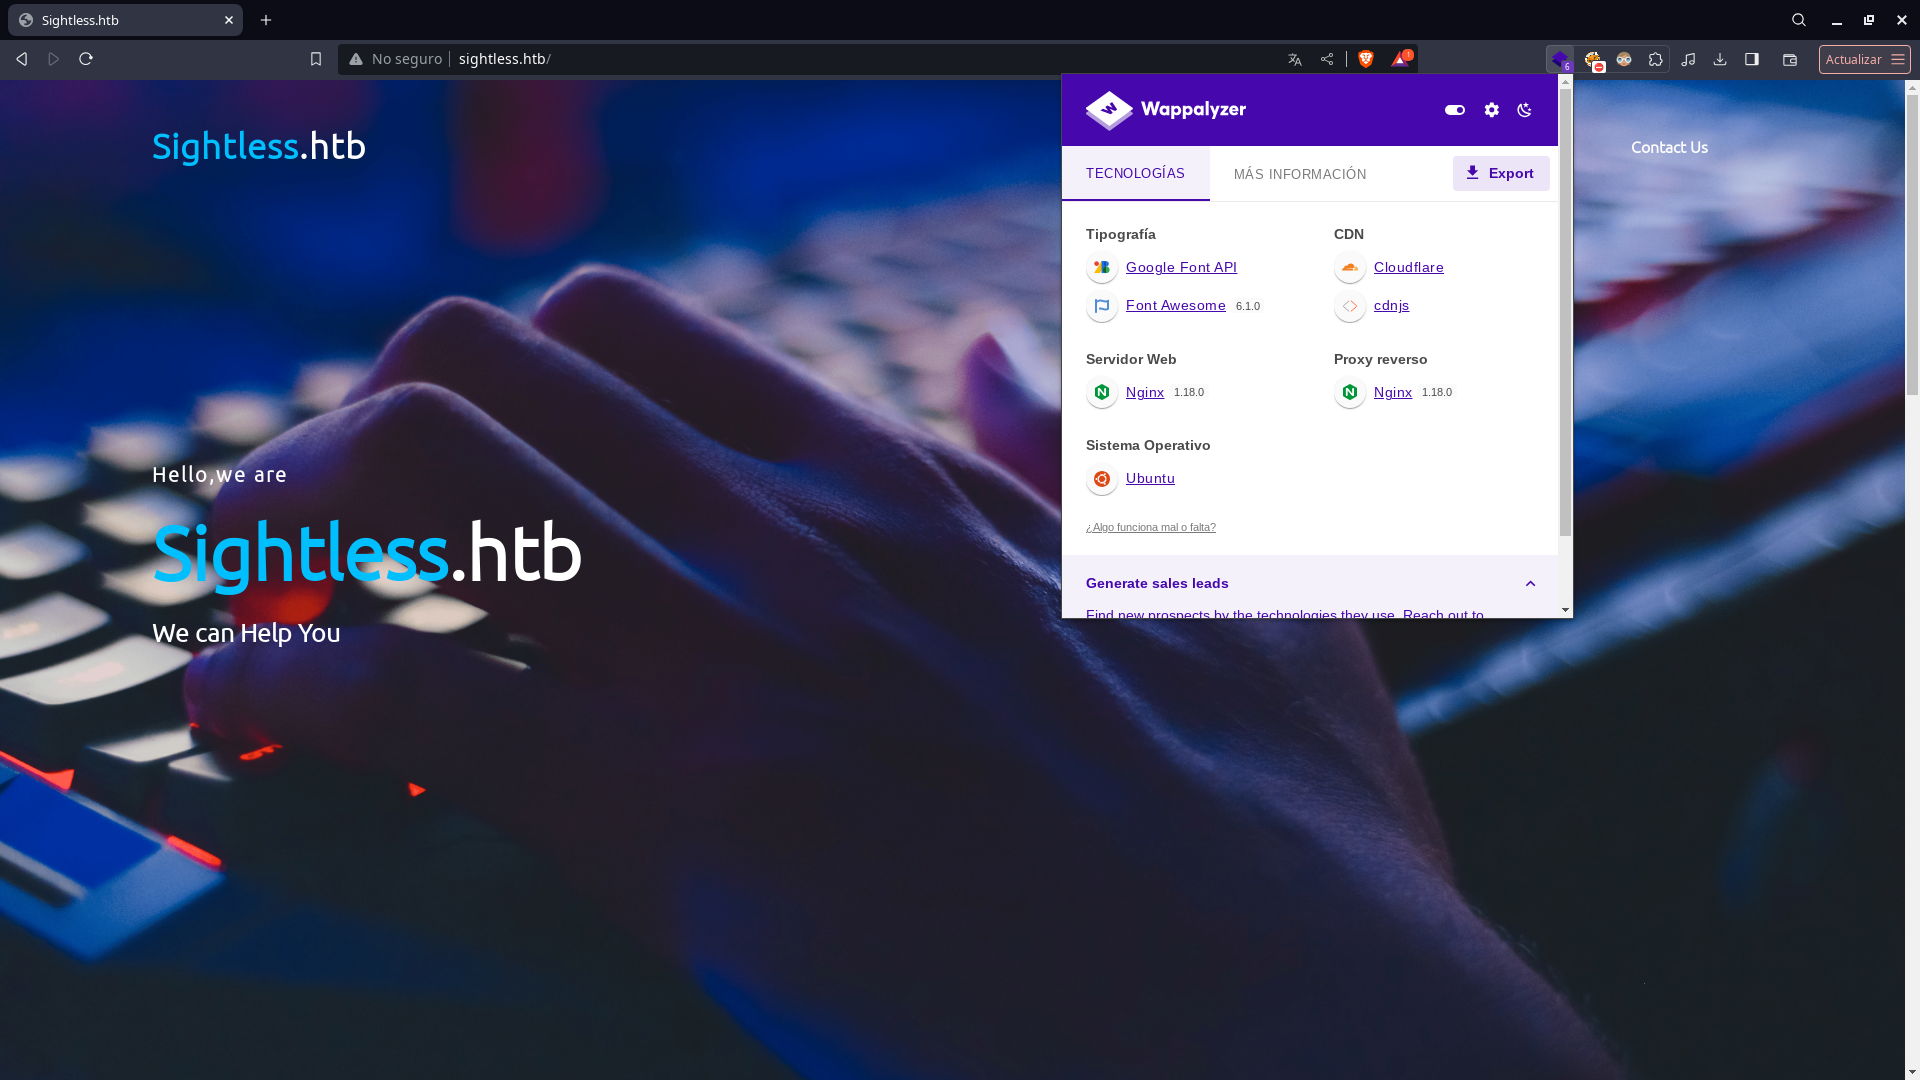 Sightless.htb
No seguro
sightless.htb/
1
6
Actualizar
Sightless.htb
Contact Us
Hello,we are
Sightless.htb
We can Help You
Wappalyzer
TECNOLOGÍAS
MÁS INFORMACIÓN
Export
Tipografía
Google Font API
Font Awesome 6.1.0
CDN
Cloudflare
cdnjs
Servidor Web
Nginx 1.18.0
Proxy reverso
Nginx 1.18.0
Sistema Operativo
Ubuntu
¿Algo funciona mal o falta?
Generate sales leads
Find new prospects by the technologies they use. Reach out to